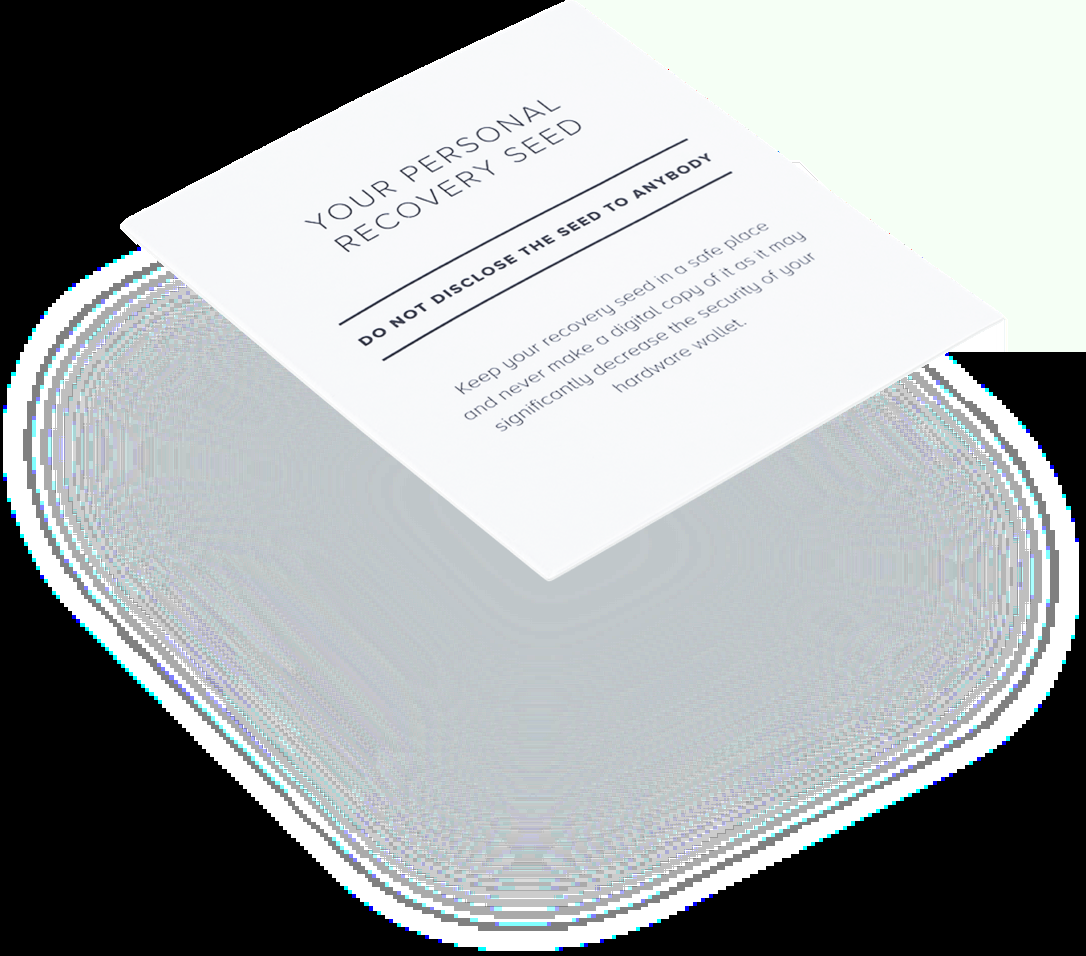 YOUR PERSONAL
RECOVERY SEED
DO NOT DISCLOSE THE SEED TO ANYBODY
Keep your recovery seed in a safe place
and never make a digital copy of it as it may
significantly decrease the security of your
hardware wallet.